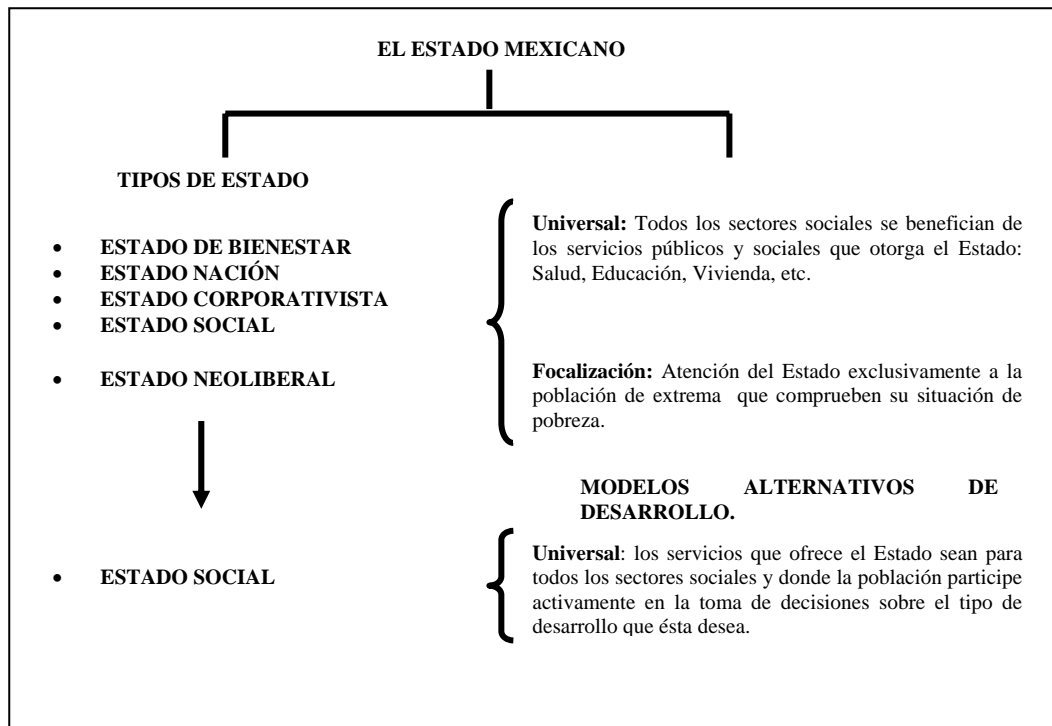 EL ESTADO MEXICANO
TIPOS DE ESTADO
• ESTADO DE BIENESTAR
• ESTADO NACIÓN
• ESTADO CORPORATIVISTA
• ESTADO SOCIAL
• ESTADO NEOLIBERAL
Universal: Todos los sectores sociales se benefician de
los servicios públicos y sociales que otorga el Estado:
Salud, Educación, Vivienda, etc.
Focalización: Atención del Estado exclusivamente a la
población de extrema que comprueben su situación de
pobreza.
MODELOS ALTERNATIVOS DE
DESARROLLO.
• ESTADO SOCIAL
Universal: los servicios que ofrece el Estado sean para
todos los sectores sociales y donde la población participe
activamente en la toma de decisiones sobre el tipo de
desarrollo que ésta desea.